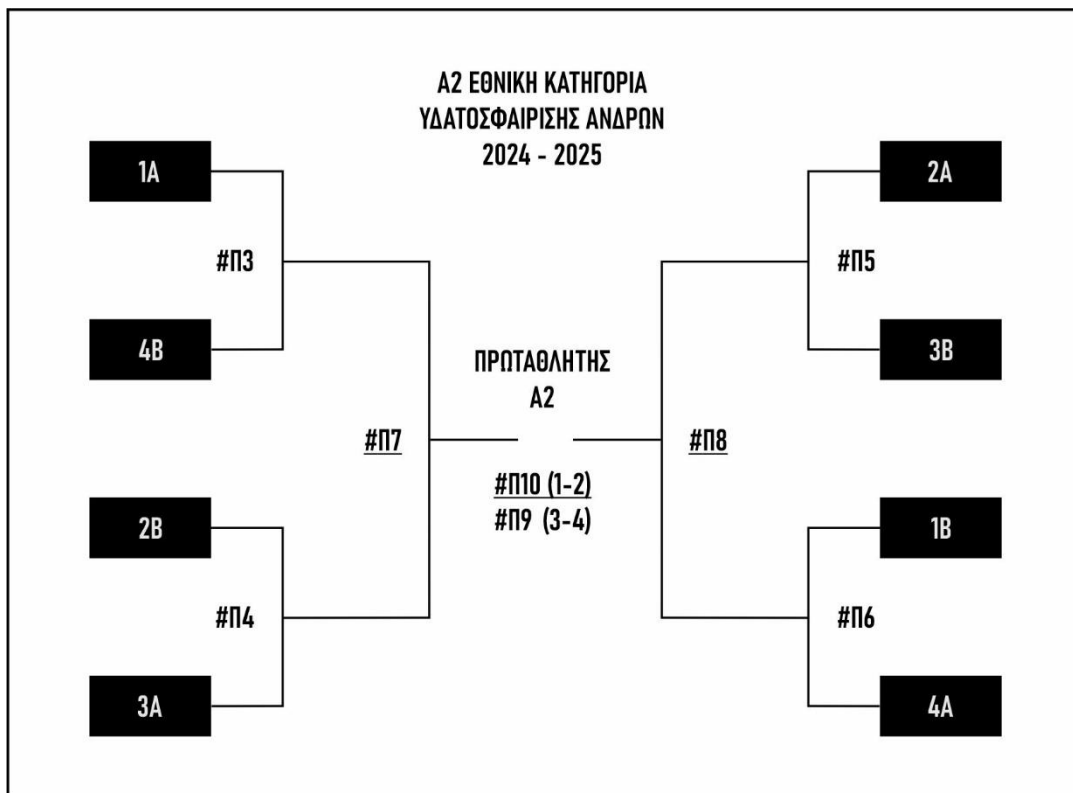 Α2 ΕΘΝΙΚΗ ΚΑΤΗΓΟΡΙΑ
ΥΔΑΤΟΣΦΑΙΡΙΣΗΣ ΑΝΔΡΩΝ
2024 - 2025
1Α
2Α
#Π3
#Π5
4Β
3Β
ΠΡΩΤΑΘΛΗΤΗΣ
Α2
#Π7
#Π8
#Π10 (1-2)
#Π9 (3-4)
2Β
1Β
#Π4
#Π6
3Α
4Α